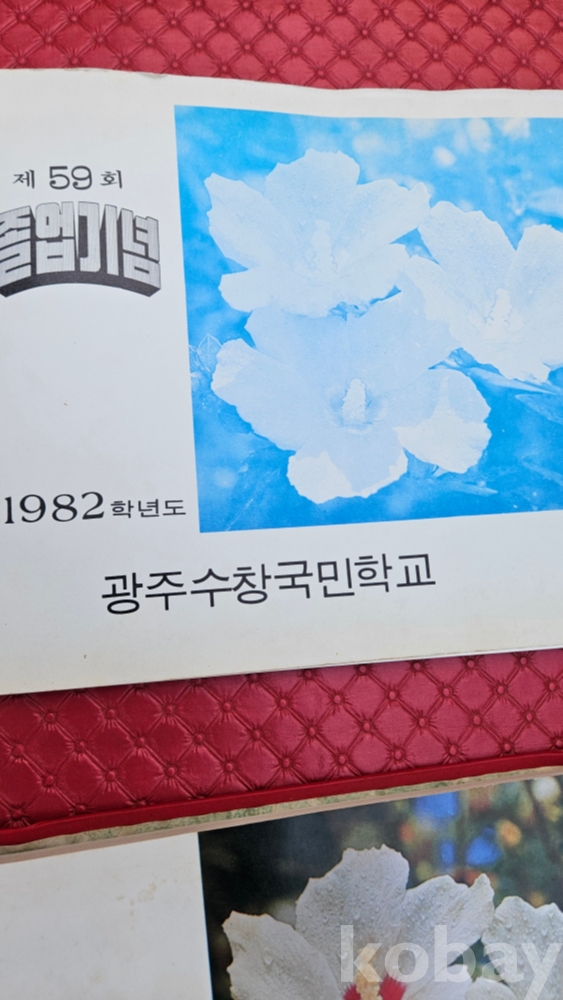 제 59 회
졸업기념
1982 학년도
광주수창국민학교
kobay